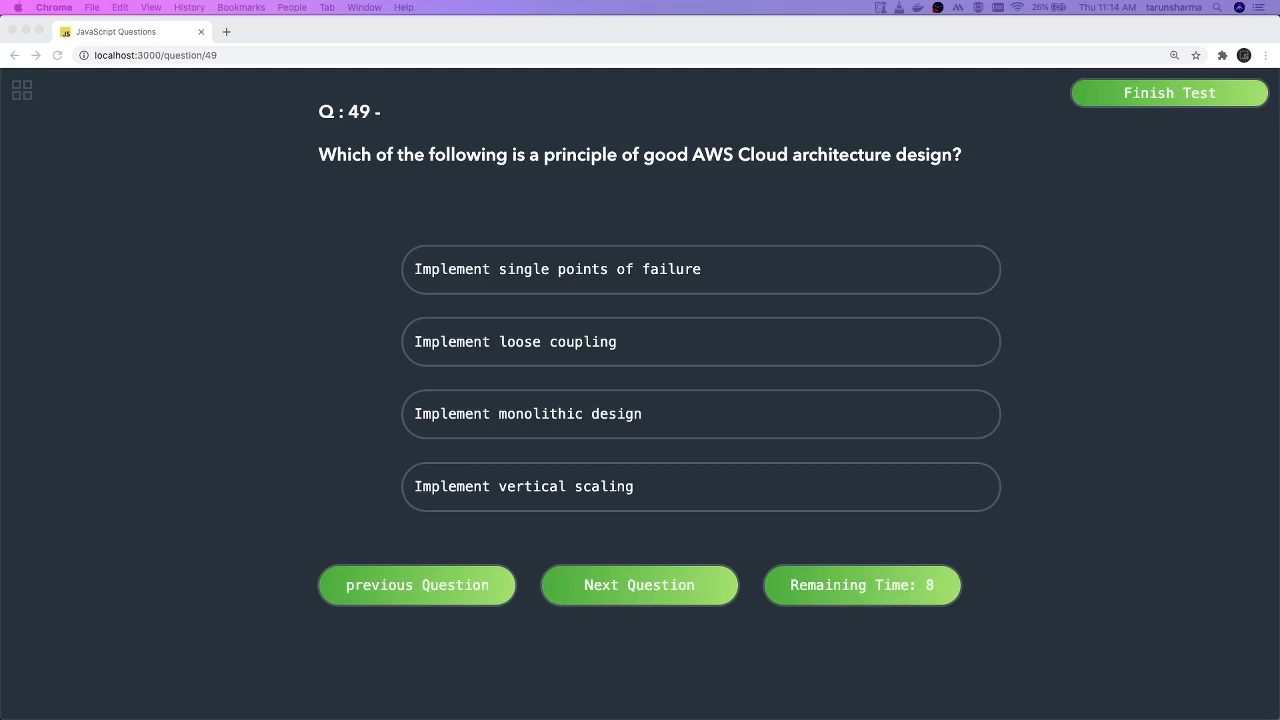 Chrome File Edit View History Bookmarks People Tab Window Help 26% Thu 11:14 AM tarunsharma
JS JavaScript Questions
localhost:3000/question/49
Finish Test
Q : 49 -
Which of the following is a principle of good AWS Cloud architecture design?
Implement single points of failure
Implement loose coupling
Implement monolithic design
Implement vertical scaling
previous Question Next Question Remaining Time: 8